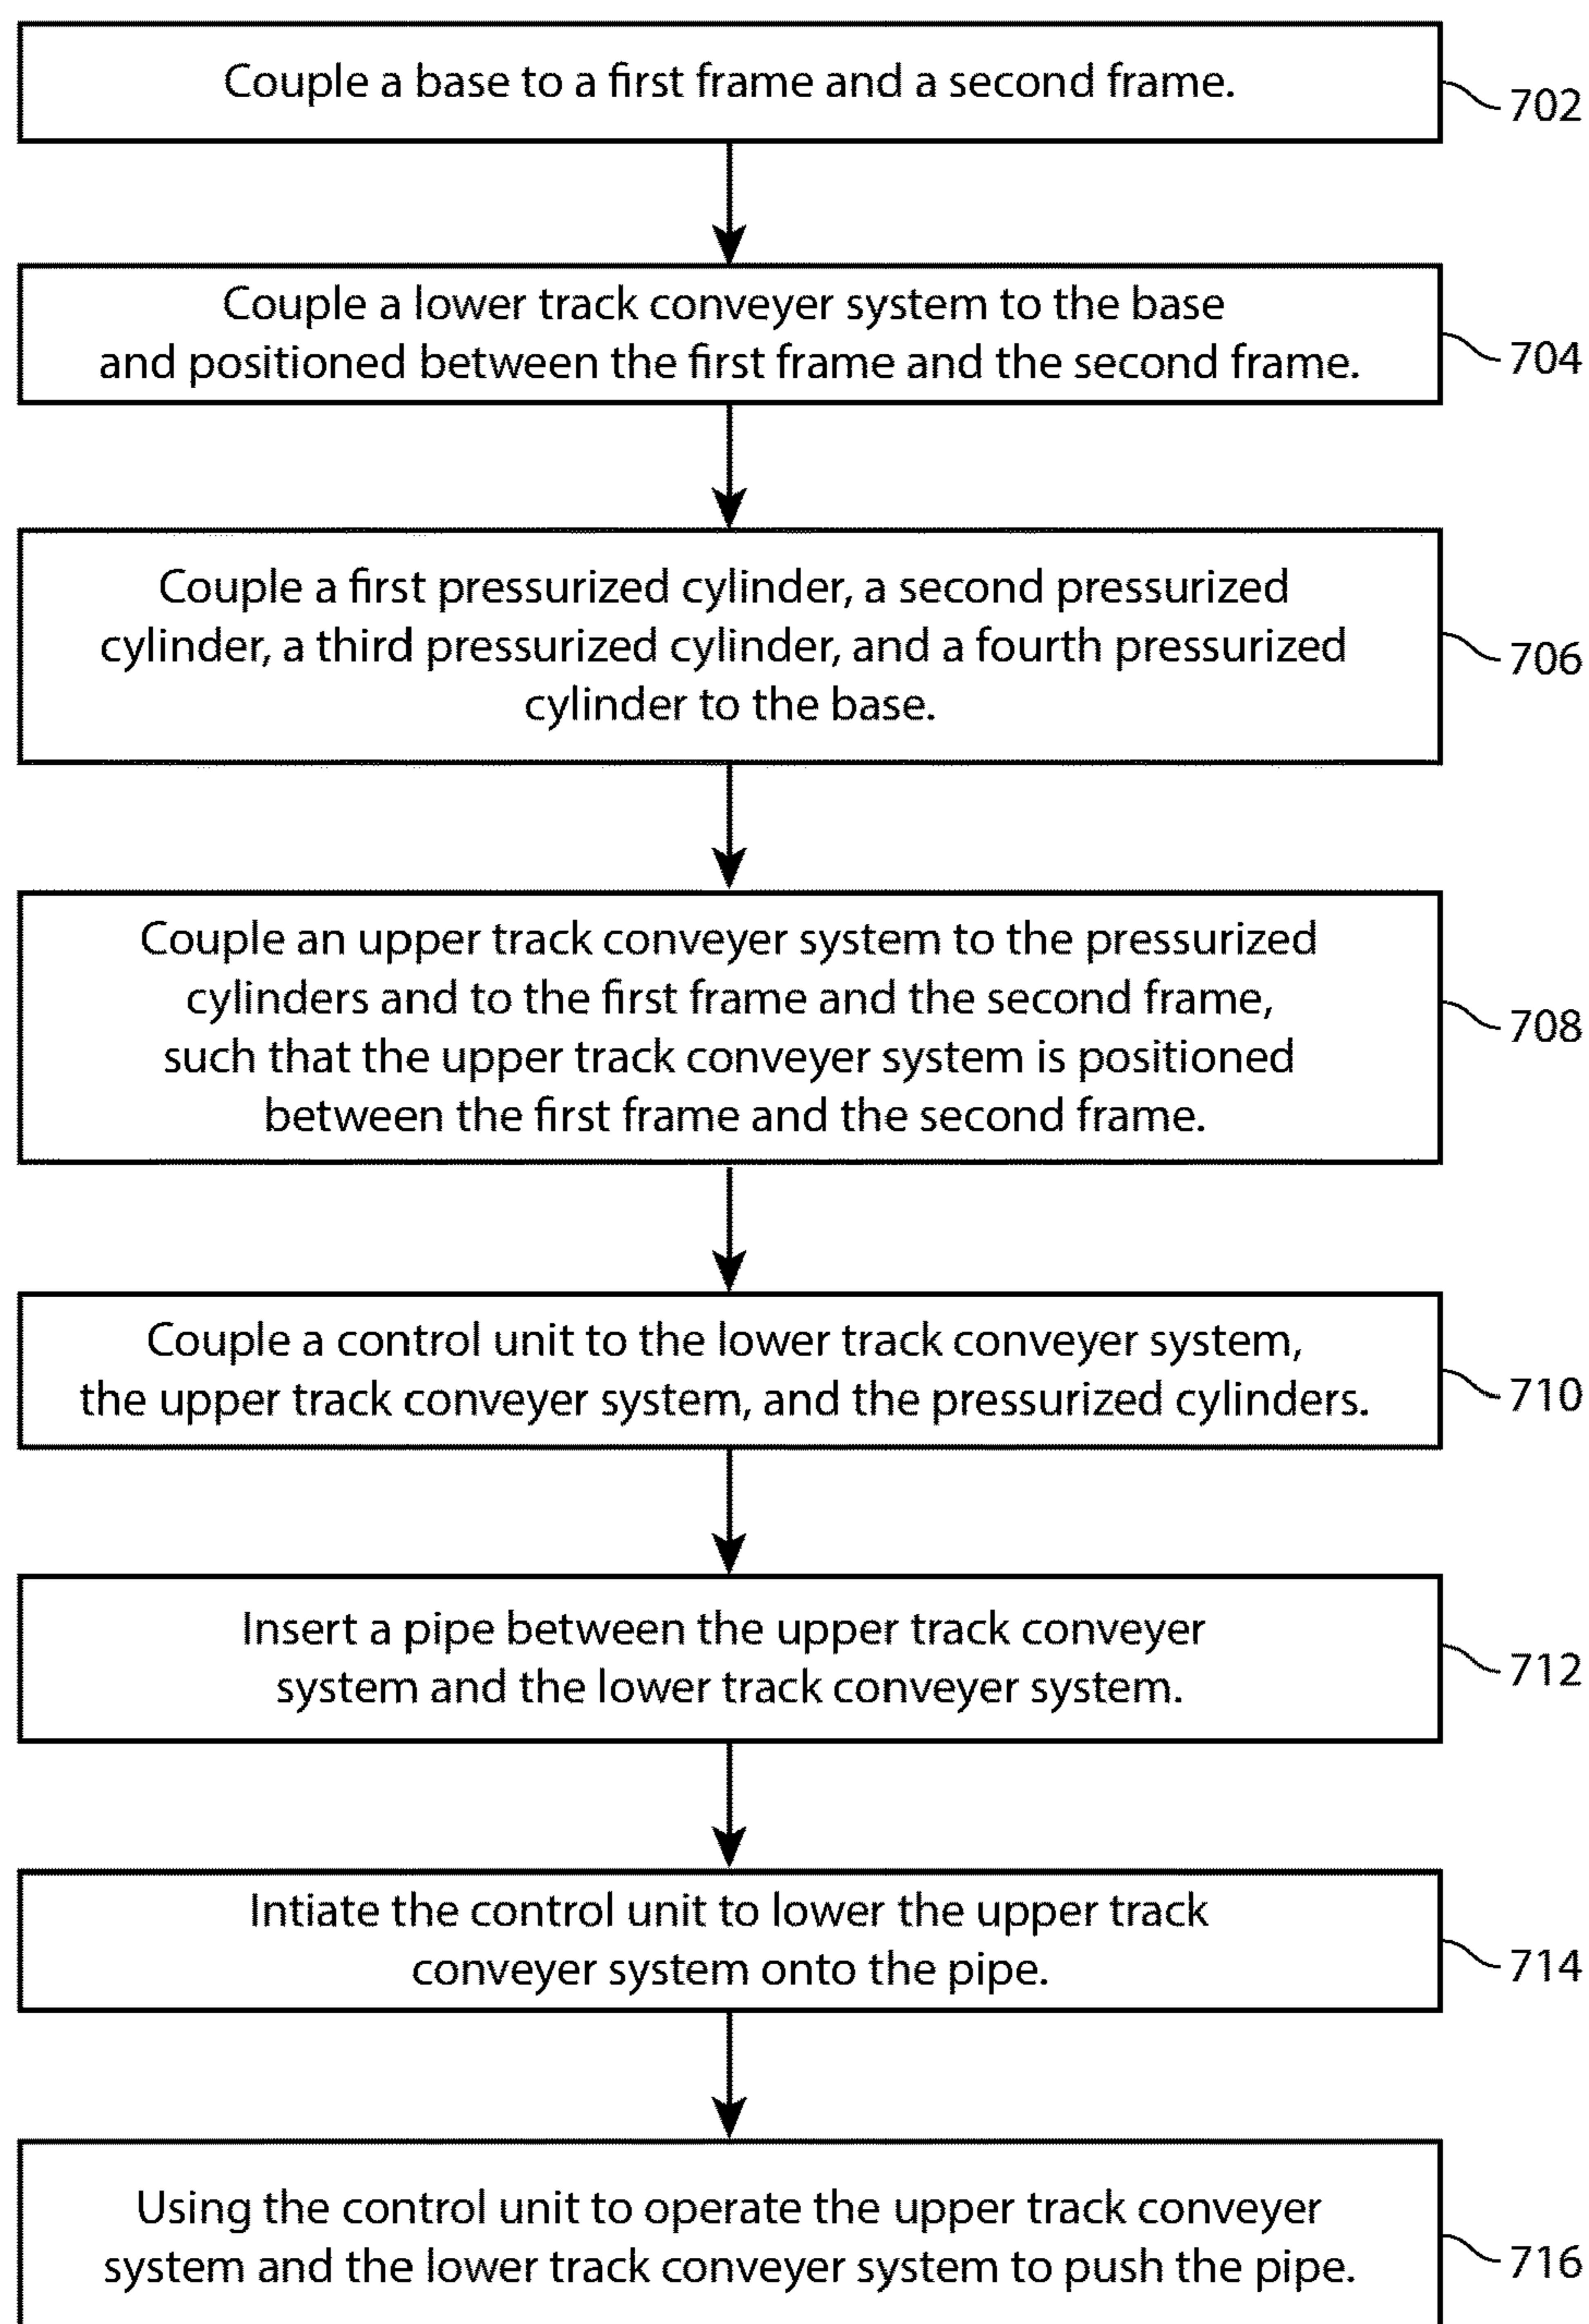 Couple a base to a first frame and a second frame.
702
Couple a lower track conveyer system to the base
and positioned between the first frame and the second frame.
704
Couple a first pressurized cylinder, a second pressurized
cylinder, a third pressurized cylinder, and a fourth pressurized
cylinder to the base.
706
Couple an upper track conveyer system to the pressurized
cylinders and to the first frame and the second frame,
such that the upper track conveyer system is positioned
between the first frame and the second frame.
708
Couple a control unit to the lower track conveyer system,
the upper track conveyer system, and the pressurized cylinders.
710
Insert a pipe between the upper track conveyer
system and the lower track conveyer system.
712
Intiate the control unit to lower the upper track
conveyer system onto the pipe.
714
Using the control unit to operate the upper track conveyer
system and the lower track conveyer system to push the pipe.
716